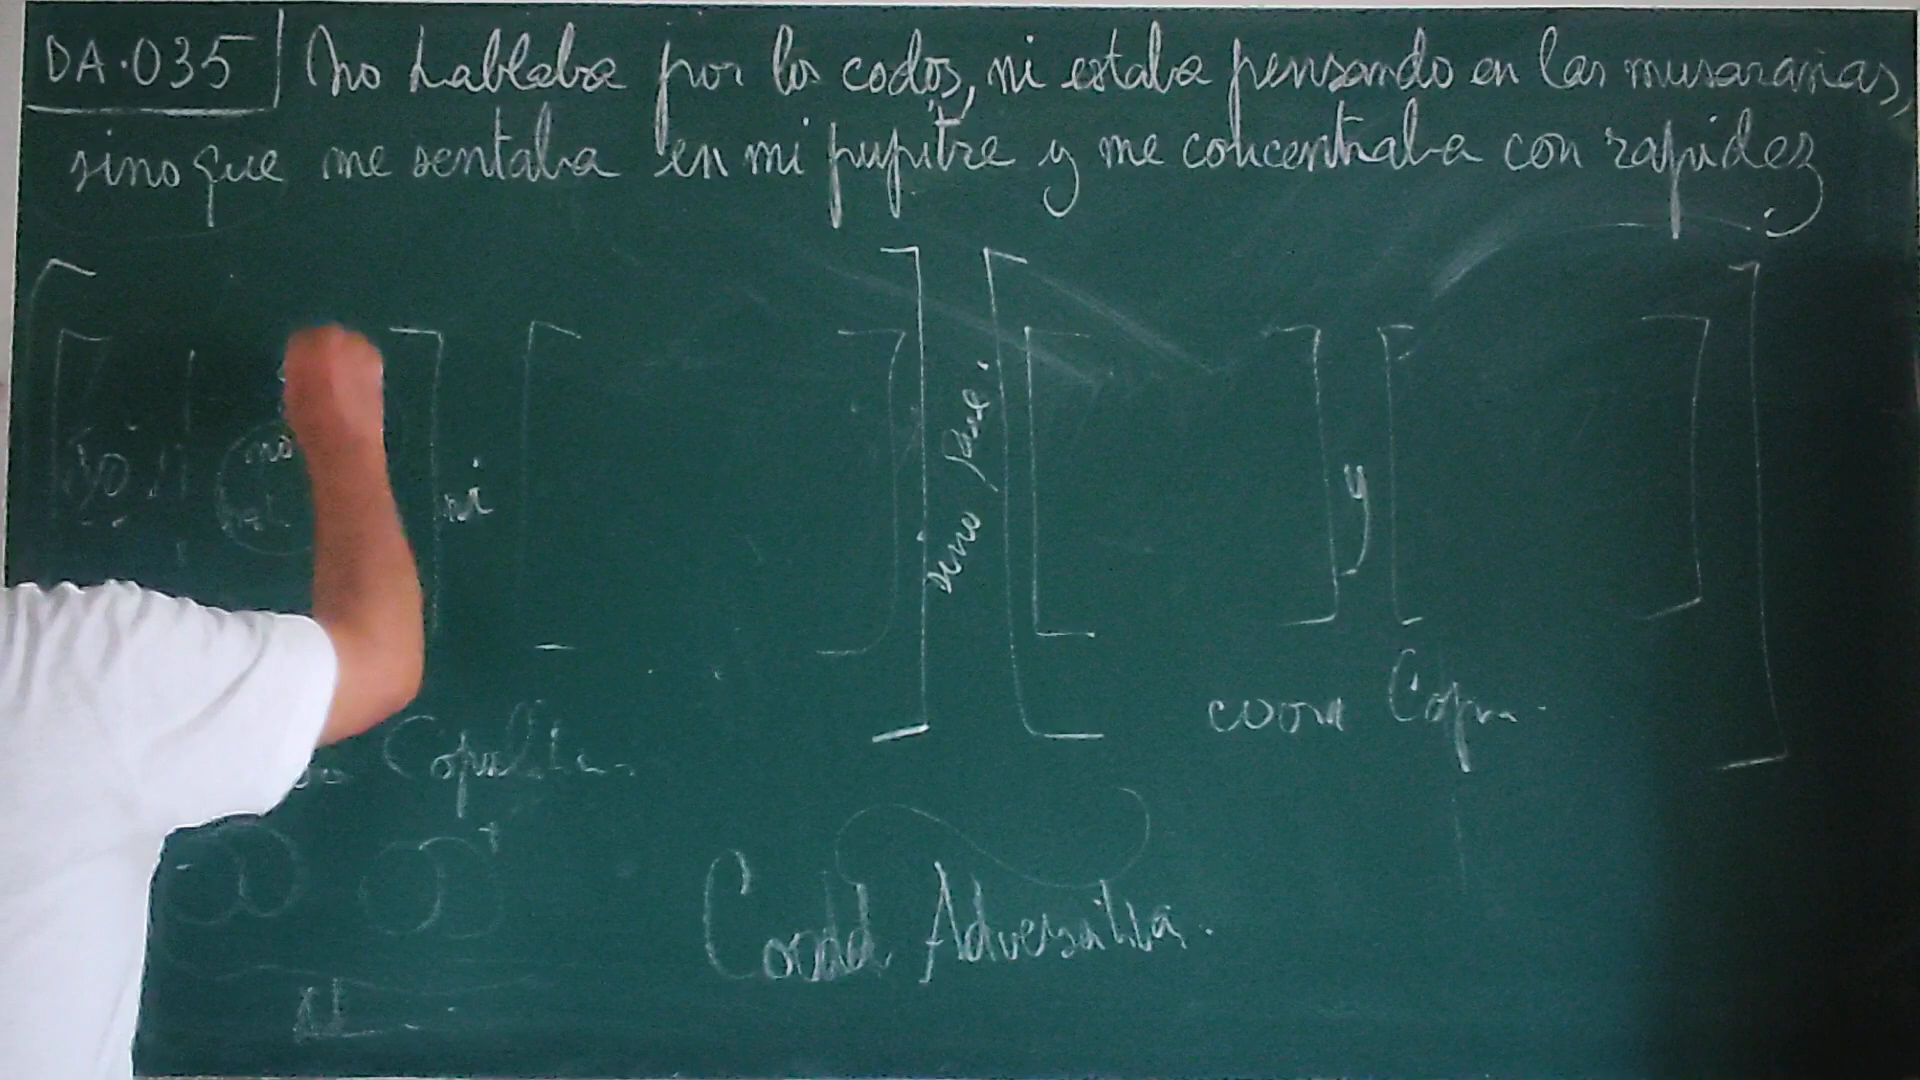 DA.035 No hablaba por los codos, ni estaba pensando en las musarañas,
sino que me sentaba en mi pupitre y me concentraba con rapidez
YO
no
ni
sino que
y
Copulativa
coord Copu.
Coord Adversativa.